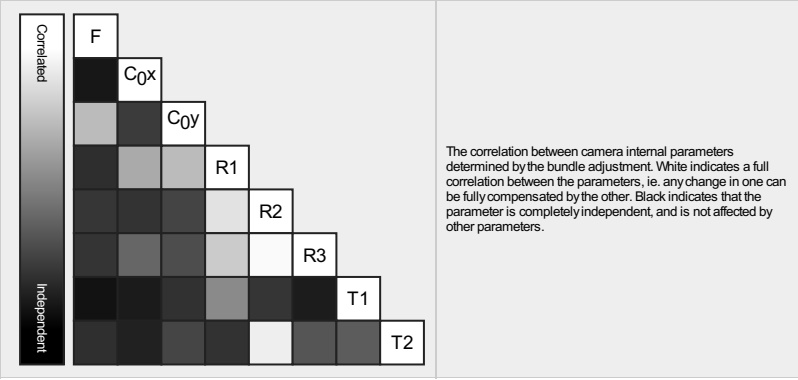 Correlated
Independent
F
C0x
C0y
R1
R2
R3
T1
T2
The correlation between camera internal parameters
determined by the bundle adjustment. White indicates a full
correlation between the parameters, ie. any change in one can
be fully compensated by the other. Black indicates that the
parameter is completely independent, and is not affected by
other parameters.